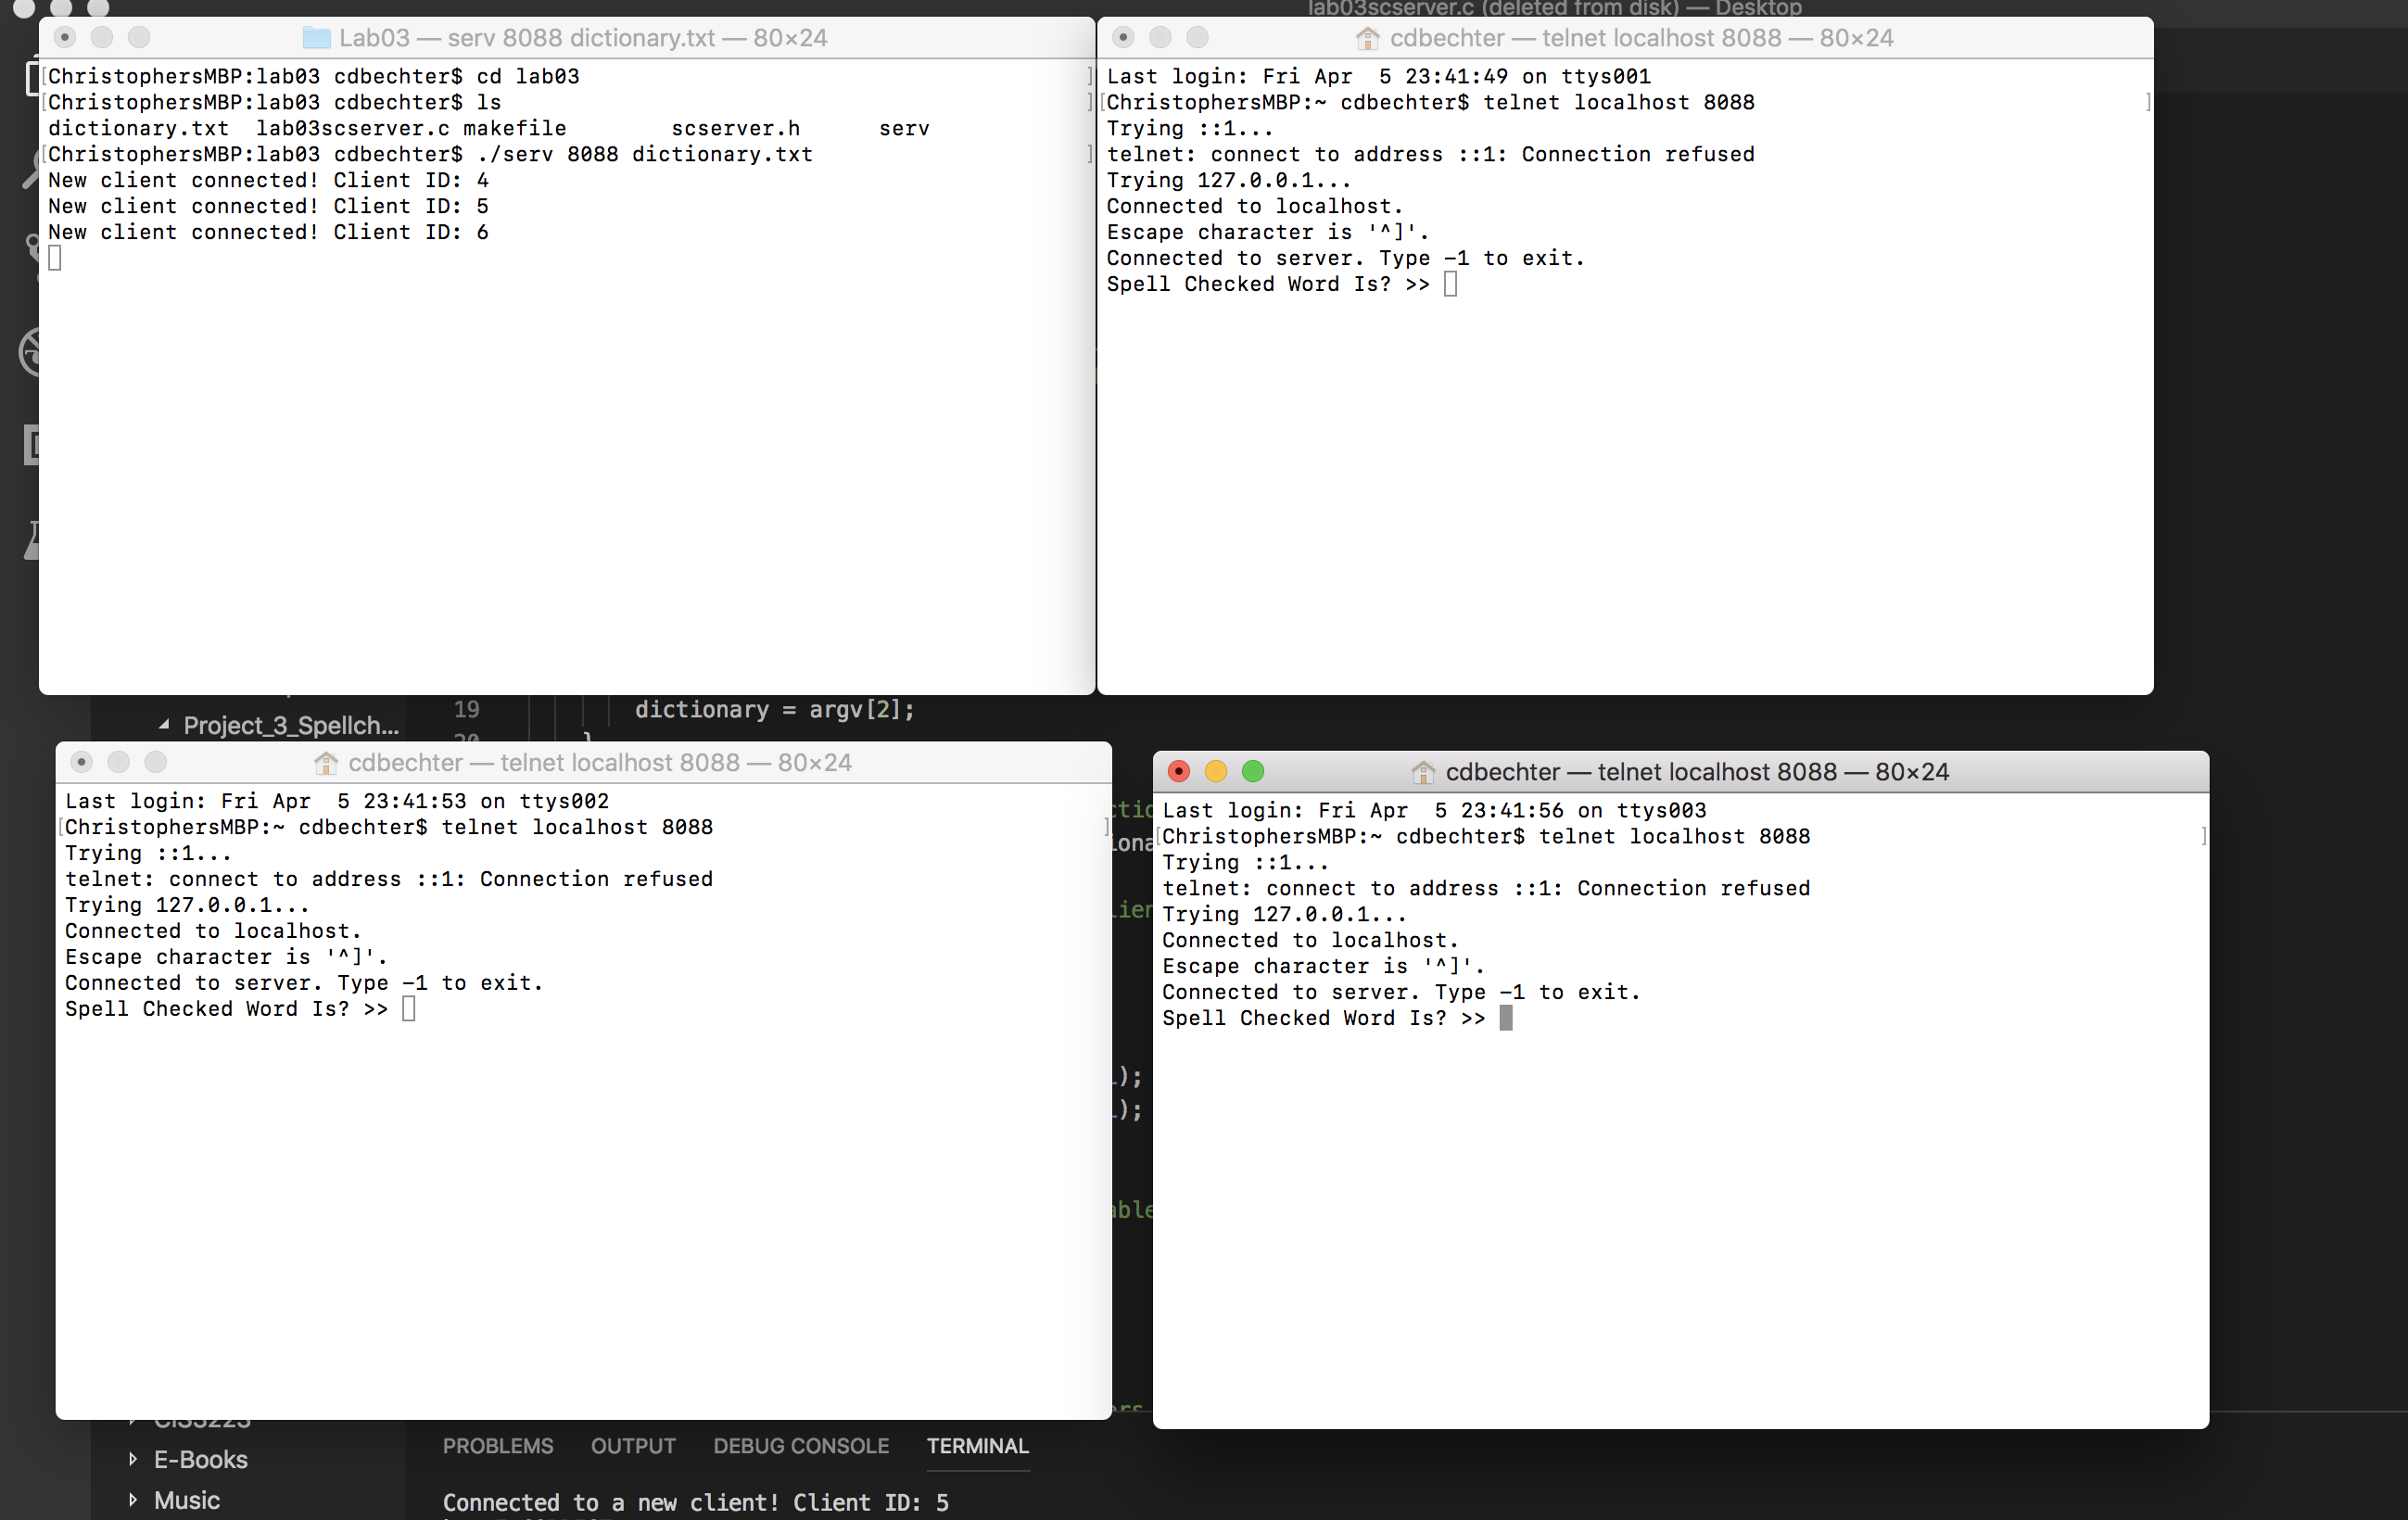 lab03scserver.c (deleted from disk) — Desktop
Lab03 — serv 8088 dictionary.txt — 80×24
[ChristophersMBP:lab03 cdbechter$ cd lab03 ]
[ChristophersMBP:lab03 cdbechter$ ls ]
dictionary.txt lab03scserver.c makefile scserver.h serv
[ChristophersMBP:lab03 cdbechter$ ./serv 8088 dictionary.txt ]
New client connected! Client ID: 4
New client connected! Client ID: 5
New client connected! Client ID: 6
cdbechter — telnet localhost 8088 — 80×24
Last login: Fri Apr 5 23:41:49 on ttys001
[ChristophersMBP:~ cdbechter$ telnet localhost 8088 ]
Trying ::1...
telnet: connect to address ::1: Connection refused
Trying 127.0.0.1...
Connected to localhost.
Escape character is '^]'.
Connected to server. Type -1 to exit.
Spell Checked Word Is? >>
19 dictionary = argv[2];
Project_3_Spellch...
20 }
cdbechter — telnet localhost 8088 — 80×24
Last login: Fri Apr 5 23:41:53 on ttys002
[ChristophersMBP:~ cdbechter$ telnet localhost 8088 ]
Trying ::1...
telnet: connect to address ::1: Connection refused
Trying 127.0.0.1...
Connected to localhost.
Escape character is '^]'.
Connected to server. Type -1 to exit.
Spell Checked Word Is? >>
cdbechter — telnet localhost 8088 — 80×24
Last login: Fri Apr 5 23:41:56 on ttys003
[ChristophersMBP:~ cdbechter$ telnet localhost 8088 ]
Trying ::1...
telnet: connect to address ::1: Connection refused
Trying 127.0.0.1...
Connected to localhost.
Escape character is '^]'.
Connected to server. Type -1 to exit.
Spell Checked Word Is? >>
);
);
CIS3223
E-Books
Music
PROBLEMS OUTPUT DEBUG CONSOLE TERMINAL
Connected to a new client! Client ID: 5